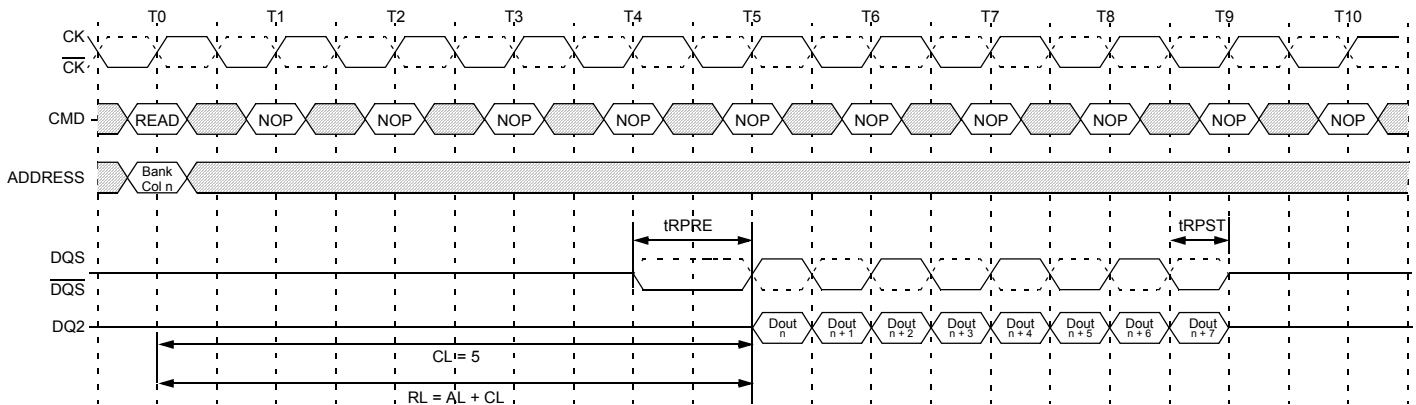 T0 T1 T2 T3 T4 T5 T6 T7 T8 T9 T10
CK
CK
CMD READ NOP NOP NOP NOP NOP NOP NOP NOP NOP NOP
ADDRESS Bank
Col n
tRPRE tRPST
DQS
DQS
DQ2 Dout Dout Dout Dout Dout Dout Dout Dout
n n + 1 n + 2 n + 3 n + 4 n + 5 n + 6 n + 7
CL = 5
RL = AL + CL